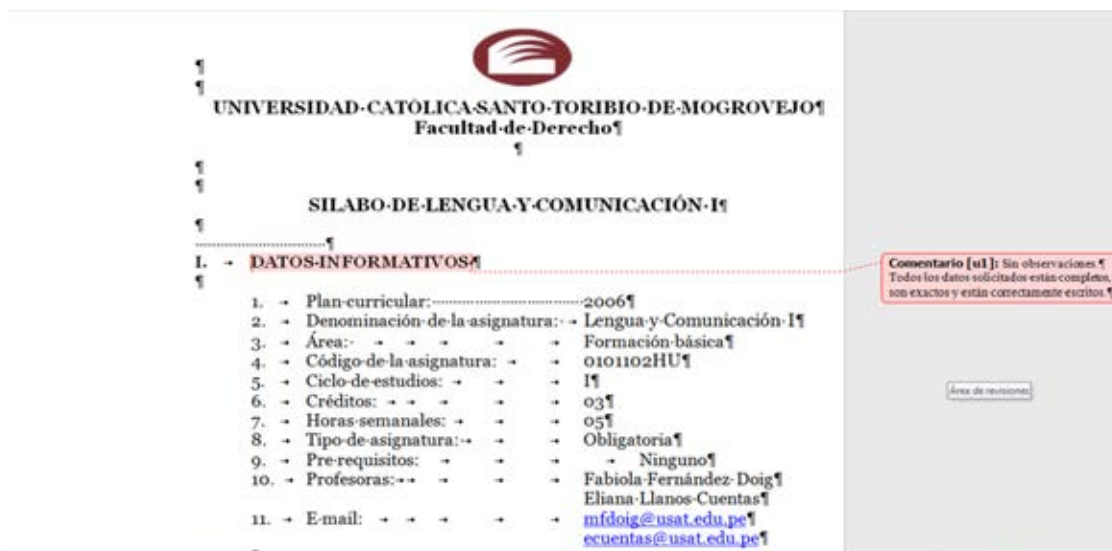 UNIVERSIDAD CATÓLICA SANTO TORIBIO DE MOGROVEJO¶
Facultad de Derecho¶
SILABO DE LENGUA Y COMUNICACIÓN I¶
I. DATOS INFORMATIVOS¶
Comentario [u1]: Sin observaciones ¶
Todos los datos solicitados están completos,
son exactos y están correctamente escritos.¶
1. Plan curricular: 2006¶
2. Denominación de la asignatura: Lengua y Comunicación I¶
3. Área: Formación básica¶
4. Código de la asignatura: 0101102HU¶
5. Ciclo de estudios: I¶
6. Créditos: 03¶
7. Horas semanales: 05¶
8. Tipo de asignatura: Obligatoria¶
9. Pre requisitos: Ninguno¶
10. Profesoras: Fabiola Fernández Doig¶
Eliana Llanos Cuentas¶
11. E-mail: mfdoig@usat.edu.pe¶
ecuentas@usat.edu.pe¶
Área de revisiones